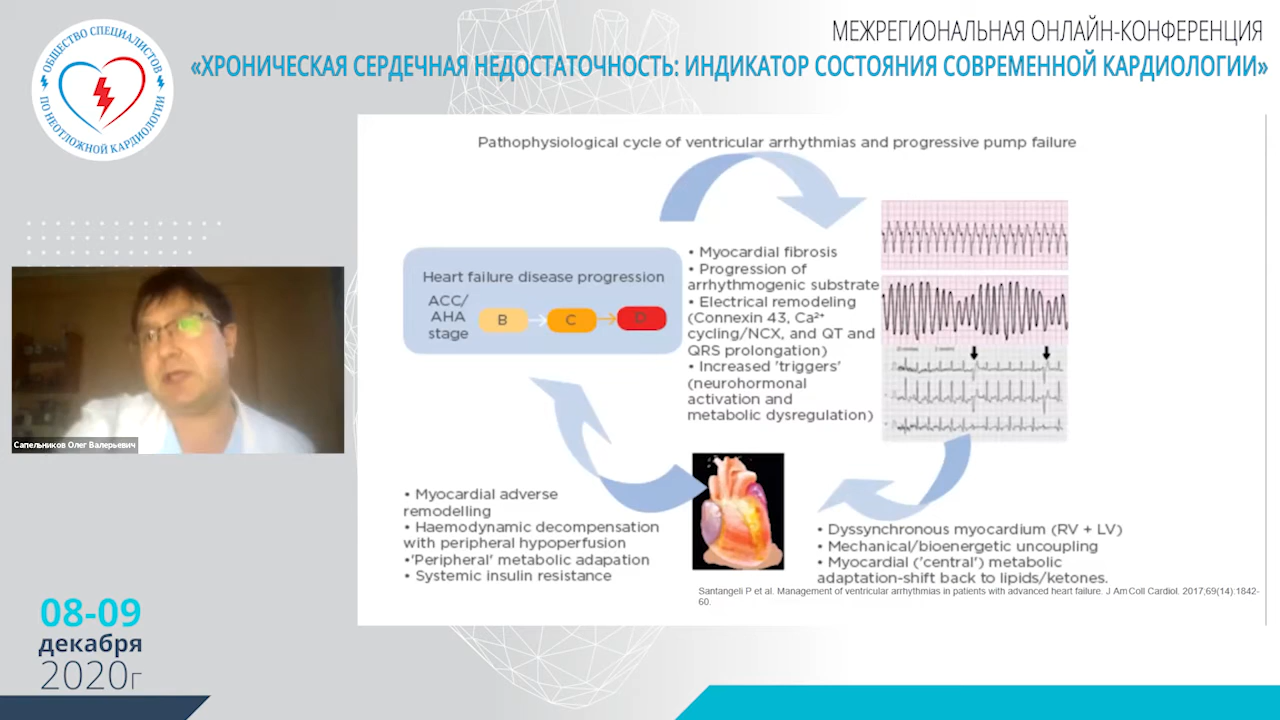 МЕЖРЕГИОНАЛЬНАЯ ОНЛАЙН-КОНФЕРЕНЦИЯ
«ХРОНИЧЕСКАЯ СЕРДЕЧНАЯ НЕДОСТАТОЧНОСТЬ: ИНДИКАТОР СОСТОЯНИЯ СОВРЕМЕННОЙ КАРДИОЛОГИИ»
ОБЩЕСТВО СПЕЦИАЛИСТОВ
ПО НЕОТЛОЖНОЙ КАРДИОЛОГИИ
Pathophysiological cycle of ventricular arrhythmias and progressive pump failure
Heart failure disease progression
ACC/
AHA
stage
B
C
D
• Myocardial fibrosis
• Progression of
arrhythmogenic substrate
• Electrical remodeling
(Connexin 43, Ca²⁺
cycling/NCX, and QT and
QRS prolongation)
• Increased 'triggers'
(neurohormonal
activation and
metabolic dysregulation)
• Myocardial adverse
remodelling
• Haemodynamic decompensation
with peripheral hypoperfusion
•'Peripheral' metabolic adapation
• Systemic insulin resistance
• Dyssynchronous myocardium (RV + LV)
• Mechanical/bioenergetic uncoupling
• Myocardial ('central') metabolic
adaptation-shift back to lipids/ketones.
Santangeli P et al. Management of ventricular arrhythmias in patients with advanced heart failure. J Am Coll Cardiol. 2017;69(14):1842-
60.
Сапельников Олег Валерьевич
08-09
декабря
2020г